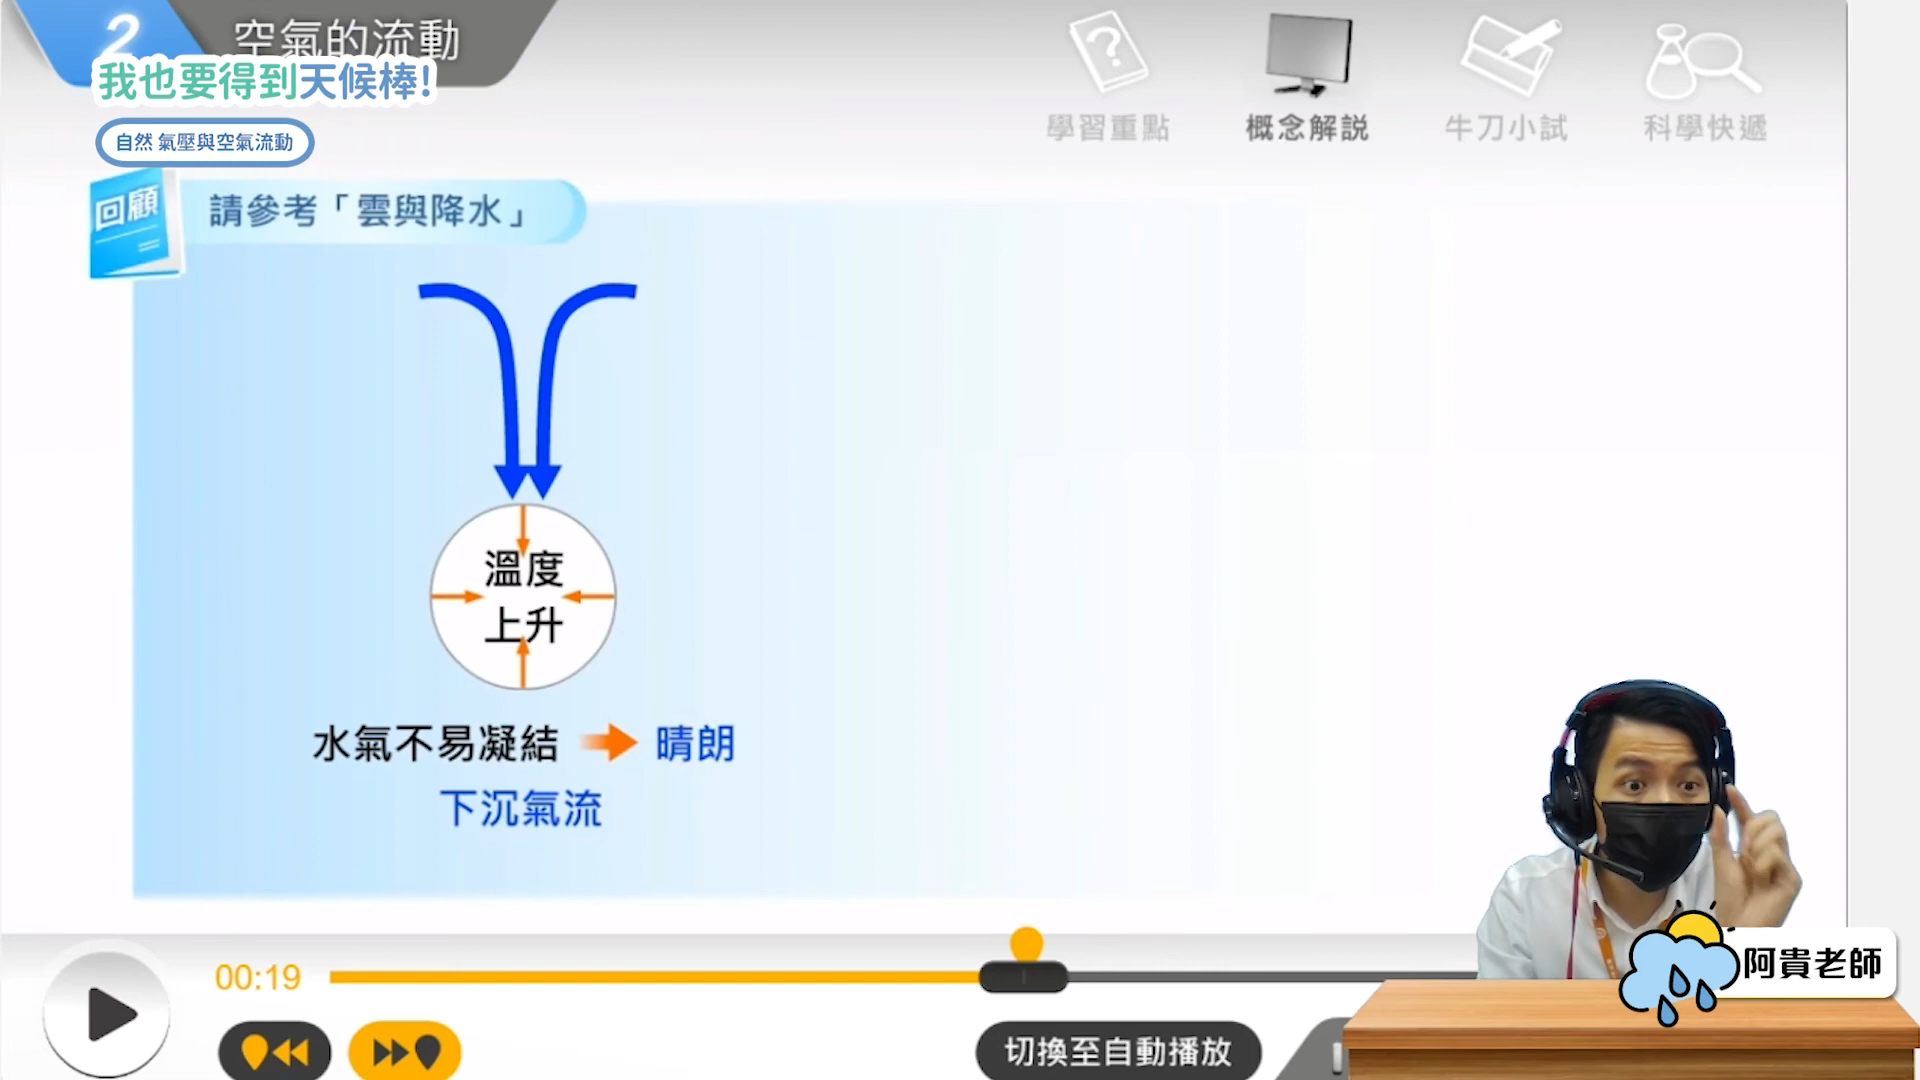 2 空氣的流動
我也要得到天候棒!
自然 氣壓與空氣流動
學習重點
概念解說
牛刀小試
科學快遞
回顧
請參考「雲與降水」
溫度
上升
水氣不易凝結 晴朗
下沉氣流
00:19
切換至自動播放
阿貴老師